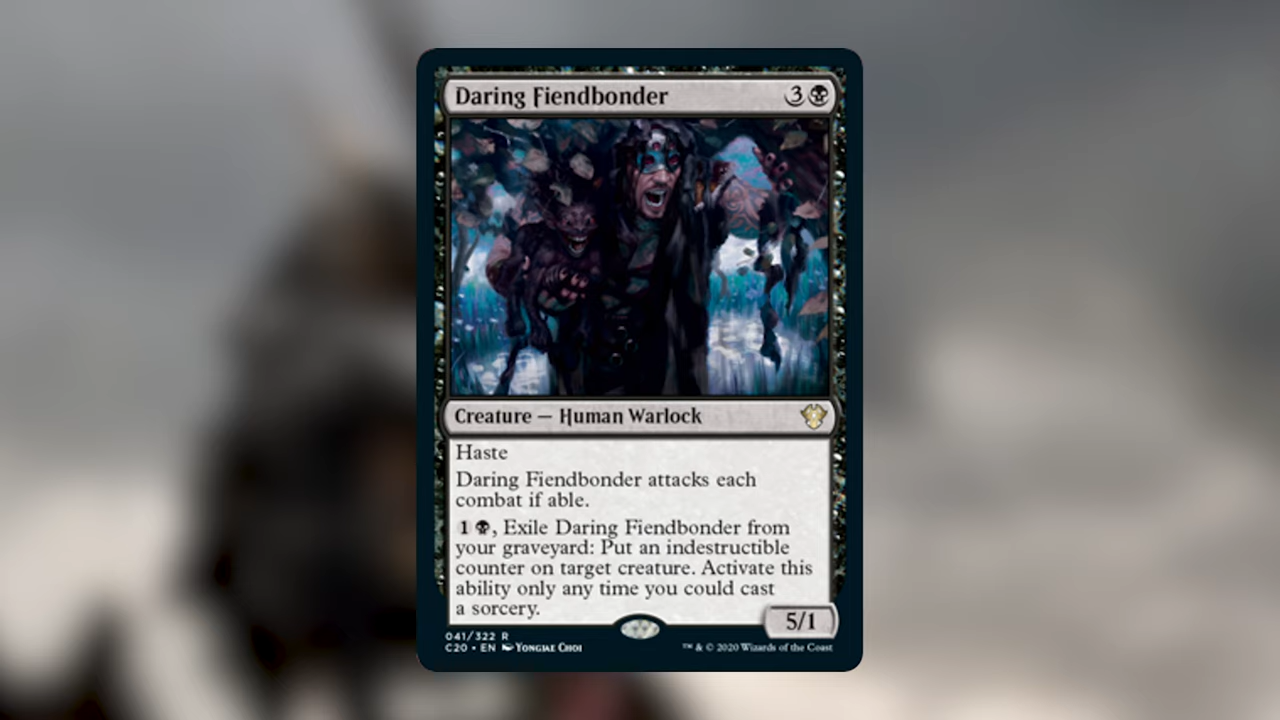 Daring Fiendbonder 3
Creature — Human Warlock
Haste
Daring Fiendbonder attacks each
combat if able.
1 , Exile Daring Fiendbonder from
your graveyard: Put an indestructible
counter on target creature. Activate this
ability only any time you could cast
a sorcery.
5/1
041/322 R
C20 • EN YONGJAE CHOI
™ & © 2020 Wizards of the Coast